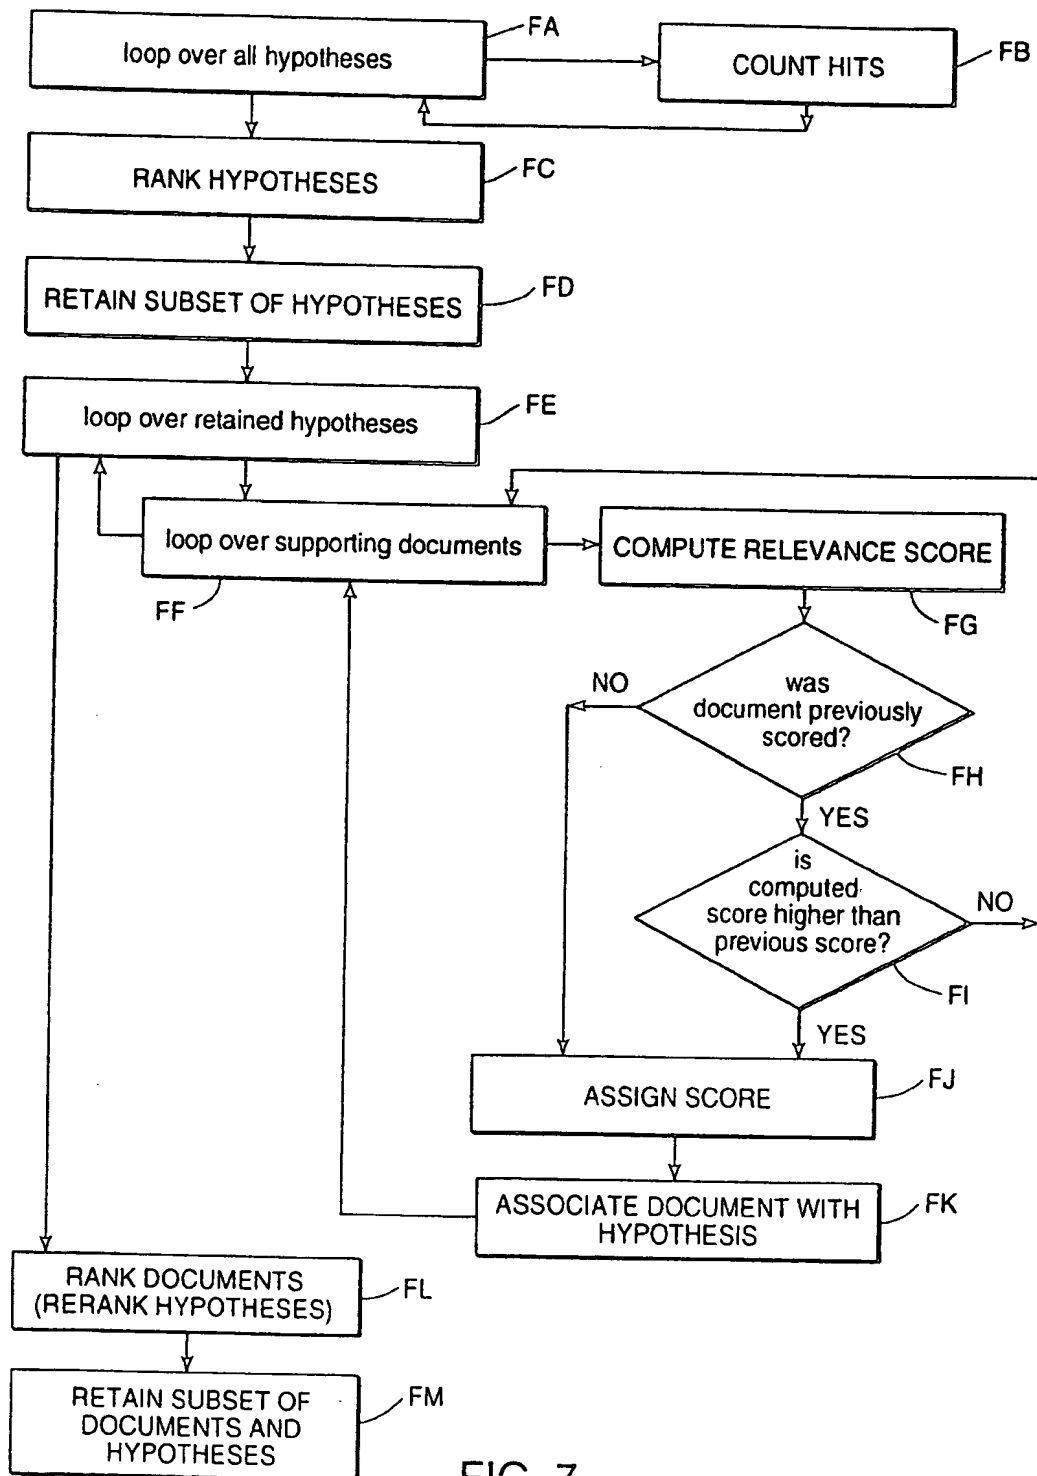 loop over all hypotheses
FA
COUNT HITS
FB
RANK HYPOTHESES
FC
RETAIN SUBSET OF HYPOTHESES
FD
loop over retained hypotheses
FE
loop over supporting documents
FF
COMPUTE RELEVANCE SCORE
FG
NO
was
document previously
scored?
FH
YES
is
computed
score higher than
previous score?
NO
FI
YES
ASSIGN SCORE
FJ
ASSOCIATE DOCUMENT WITH
HYPOTHESIS
FK
RANK DOCUMENTS
(RERANK HYPOTHESES)
FL
RETAIN SUBSET OF
DOCUMENTS AND
HYPOTHESES
FM
FIG. 7